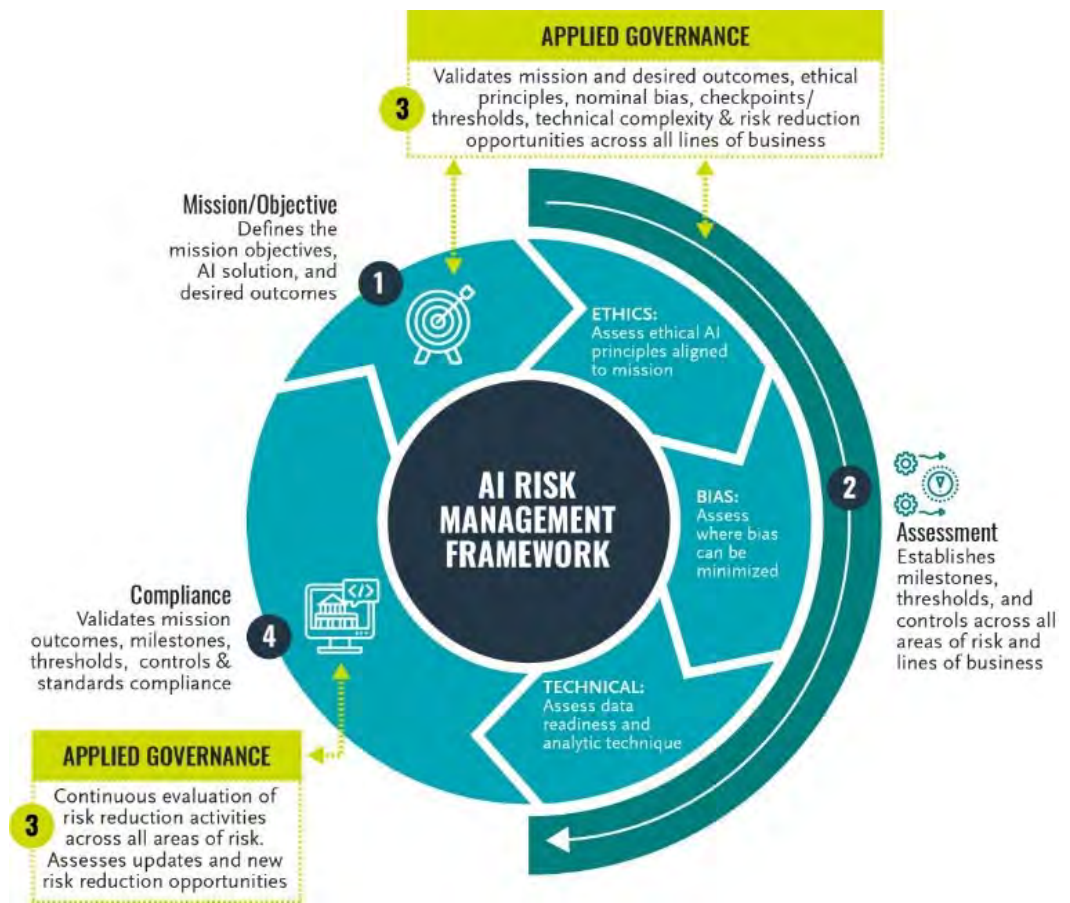 APPLIED GOVERNANCE
Validates mission and desired outcomes, ethical
principles, nominal bias, checkpoints/
thresholds, technical complexity & risk reduction
opportunities across all lines of business
3
Mission/Objective
Defines the
mission objectives,
AI solution, and
desired outcomes
1
ETHICS:
Assess ethical AI
principles aligned
to mission
AI RISK
MANAGEMENT
FRAMEWORK
BIAS:
Assess
where bias
can be
minimized
2
Assessment
Establishes
milestones,
thresholds, and
controls across all
areas of risk and
lines of business
TECHNICAL:
Assess data
readiness and
analytic technique
Compliance
Validates mission
outcomes, milestones,
thresholds, controls &
standards compliance
4
</>
APPLIED GOVERNANCE
3
Continuous evaluation of
risk reduction activities
across all areas of risk.
Assesses updates and new
risk reduction opportunities